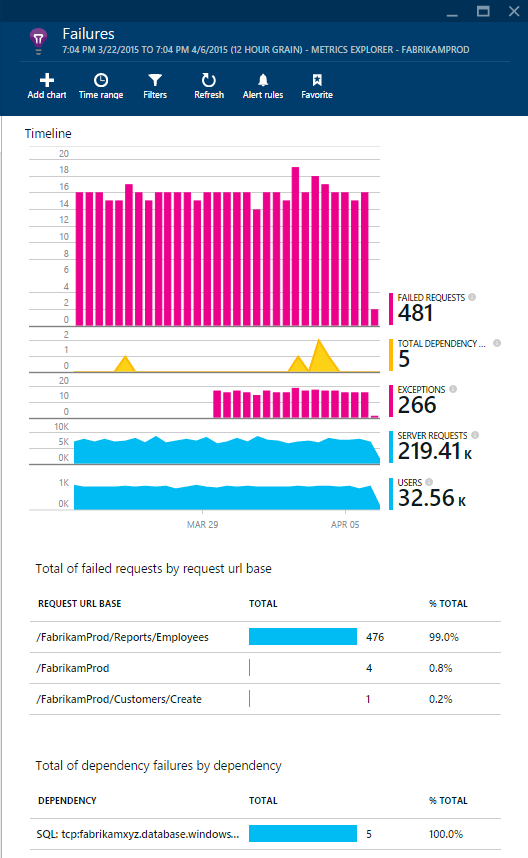 Failures
7:04 PM 3/22/2015 TO 7:04 PM 4/6/2015 (12 HOUR GRAIN) - METRICS EXPLORER - FABRIKAMPROD
Add chart Time range Filters Refresh Alert rules Favorite
Timeline
20
18
16
14
12
10
8
6
4
2
0
FAILED REQUESTS
481
2
1
0
TOTAL DEPENDENCY ...
5
20
10
0
EXCEPTIONS
266
10K
5K
0K
SERVER REQUESTS
219.41 K
1K
0K
USERS
32.56 K
MAR 29 APR 05
Total of failed requests by request url base
REQUEST URL BASE TOTAL % TOTAL
/FabrikamProd/Reports/Employees 476 99.0%
/FabrikamProd 4 0.8%
/FabrikamProd/Customers/Create 1 0.2%
Total of dependency failures by dependency
DEPENDENCY TOTAL % TOTAL
SQL: tcp:fabrikamxyz.database.windows... 5 100.0%